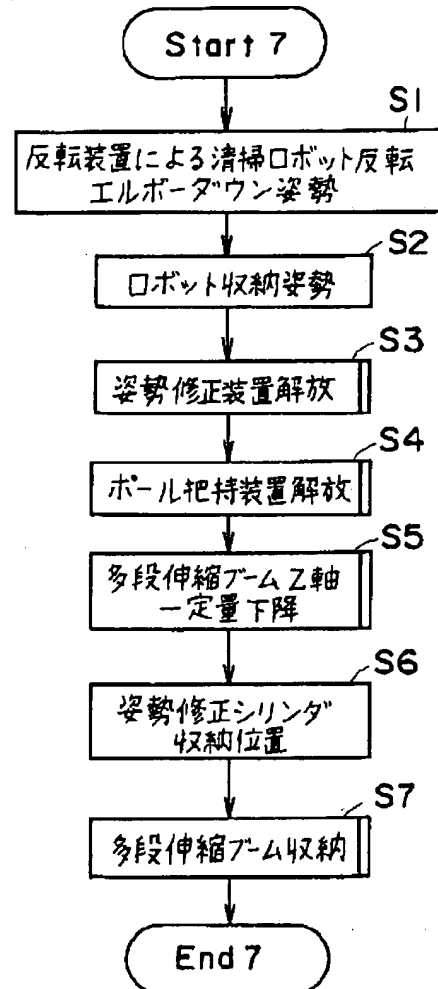 Start 7
S1
反転装置による清掃ロボット反転
エルボーダウン姿勢
S2
ロボット収納姿勢
S3
姿勢修正装置解放
S4
ポール把持装置解放
S5
多段伸縮ブームZ軸
一定量下降
S6
姿勢修正シリンダ
収納位置
S7
多段伸縮ブーム収納
End 7